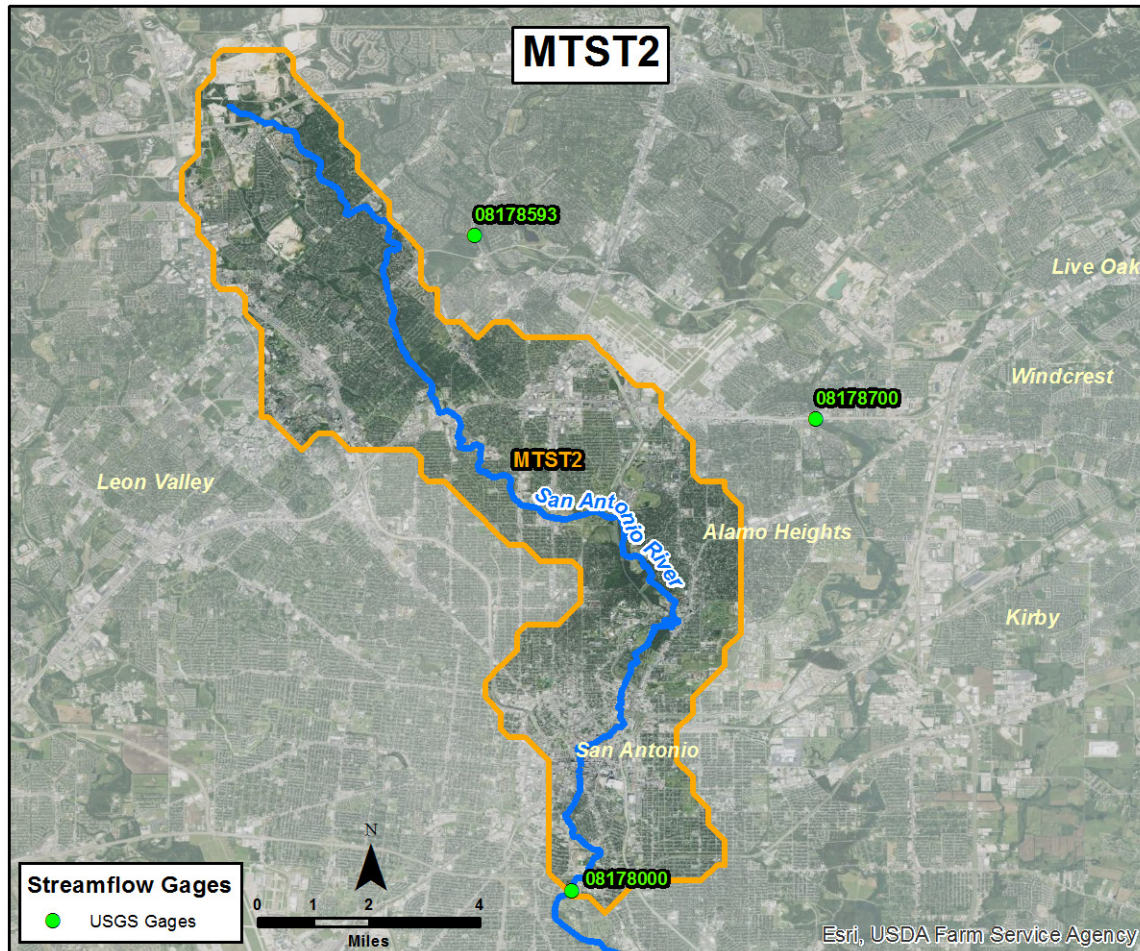 MTST2
08178593
Live Oak
Windcrest
08178700
MTST2
Leon Valley
San Antonio River
Alamo Heights
Kirby
San Antonio
N
08178000
Streamflow Gages
USGS Gages
0 1 2 4
Miles
Esri, USDA Farm Service Agency